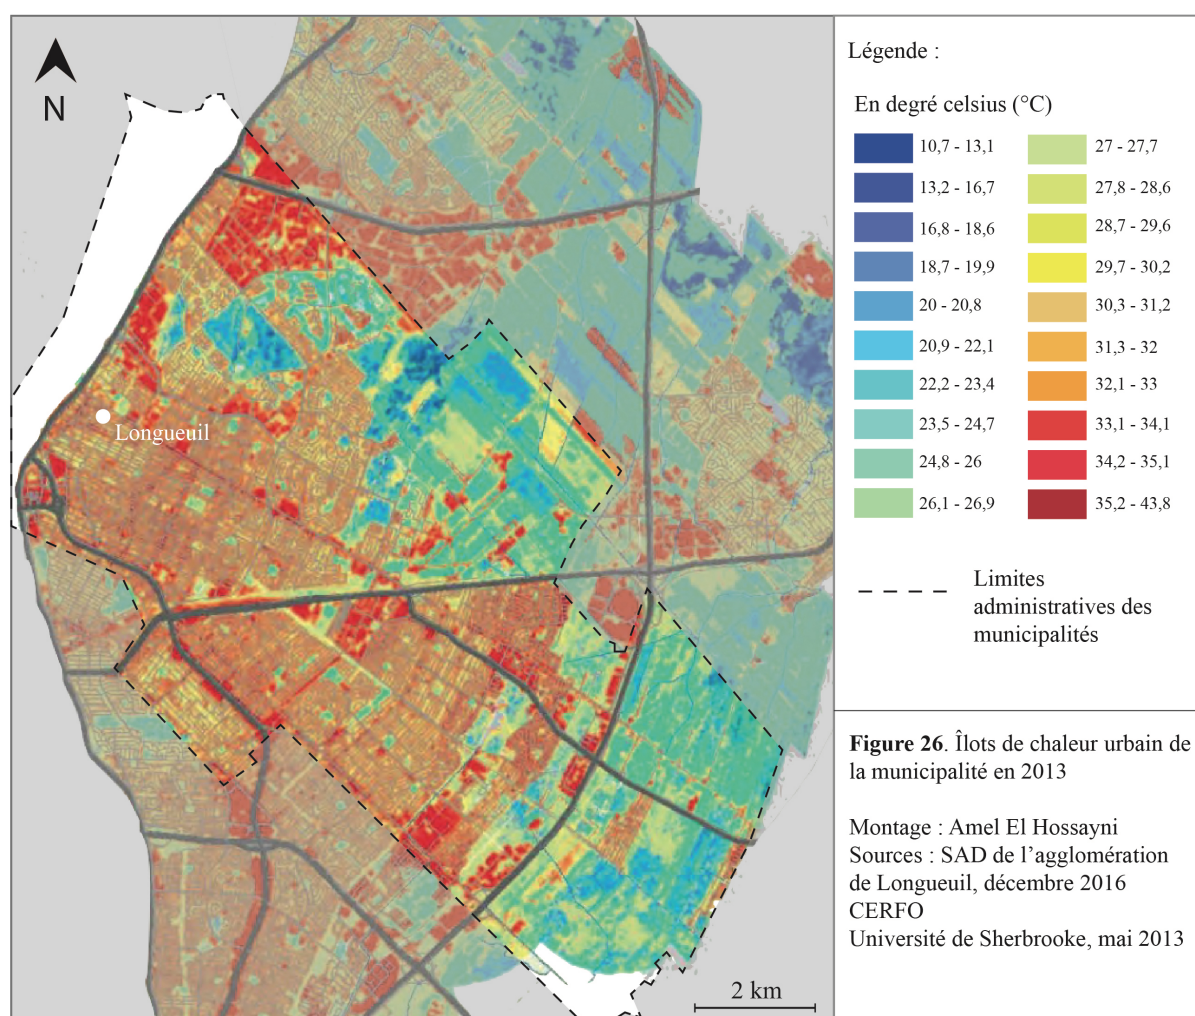 N
Longueuil
2 km
Légende :
En degré celsius (°C)
10,7 - 13,1
13,2 - 16,7
16,8 - 18,6
18,7 - 19,9
20 - 20,8
20,9 - 22,1
22,2 - 23,4
23,5 - 24,7
24,8 - 26
26,1 - 26,9
27 - 27,7
27,8 - 28,6
28,7 - 29,6
29,7 - 30,2
30,3 - 31,2
31,3 - 32
32,1 - 33
33,1 - 34,1
34,2 - 35,1
35,2 - 43,8
Limites
administratives des
municipalités
Figure 26. Îlots de chaleur urbain de
la municipalité en 2013
Montage : Amel El Hossayni
Sources : SAD de l’agglomération
de Longueuil, décembre 2016
CERFO
Université de Sherbrooke, mai 2013